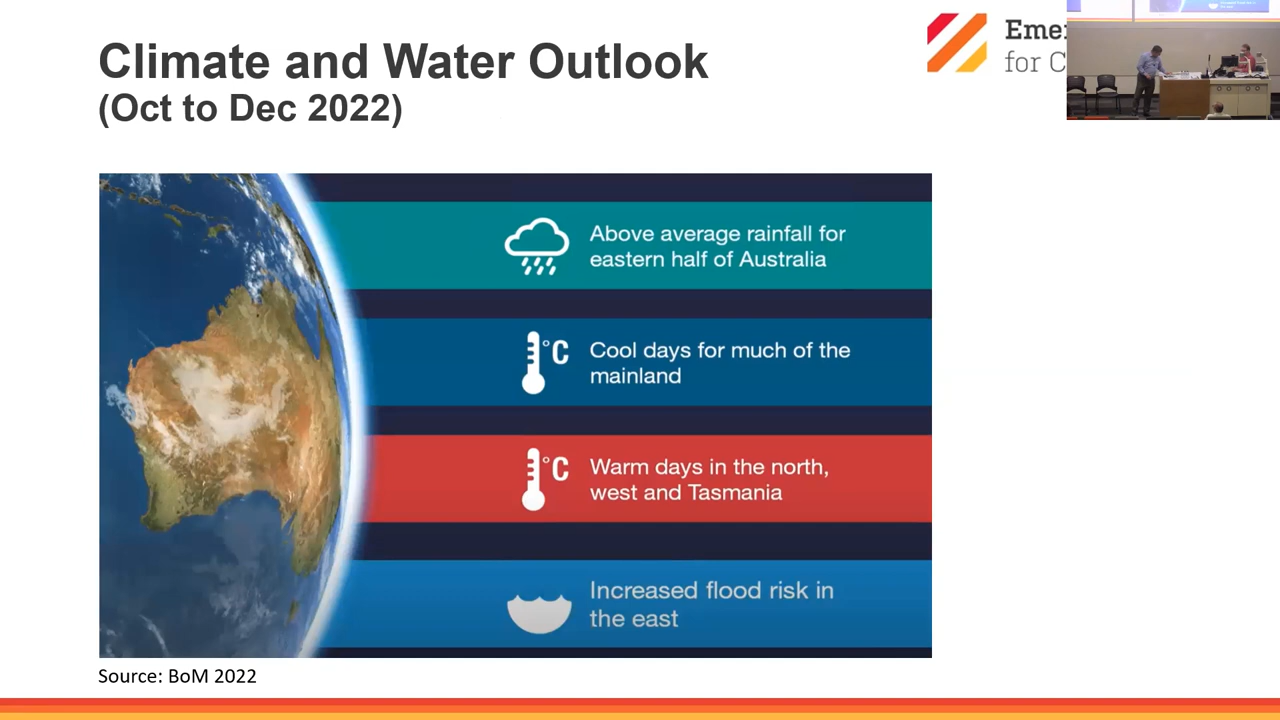 Climate and Water Outlook
(Oct to Dec 2022)
for C
Above average rainfall for
eastern half of Australia
°C
Cool days for much of the
mainland
°C
Warm days in the north,
west and Tasmania
Increased flood risk in
the east
Source: BoM 2022